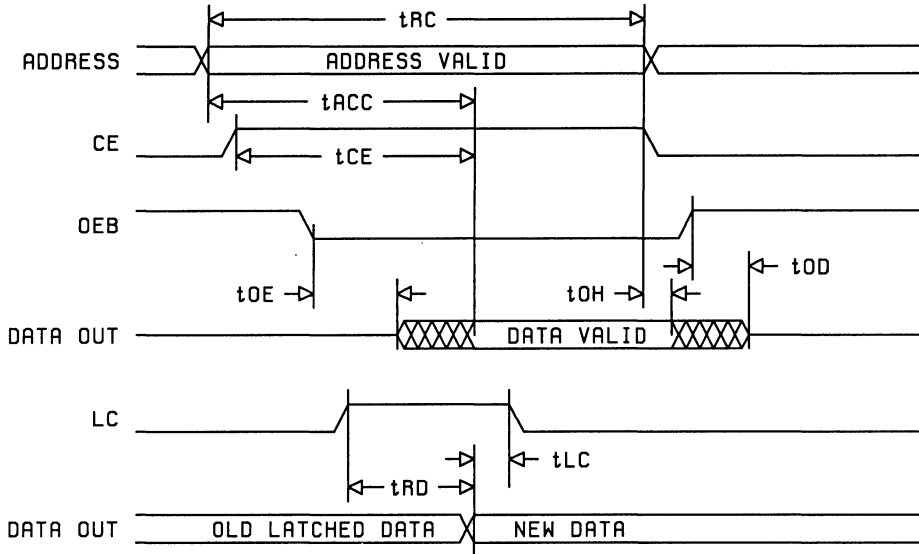 tRC
ADDRESS
ADDRESS VALID
tACC
CE
tCE
OEB
tOD
tOE
tOH
DATA OUT
DATA VALID
LC
tLC
tRD
DATA OUT
OLD LATCHED DATA
NEW DATA